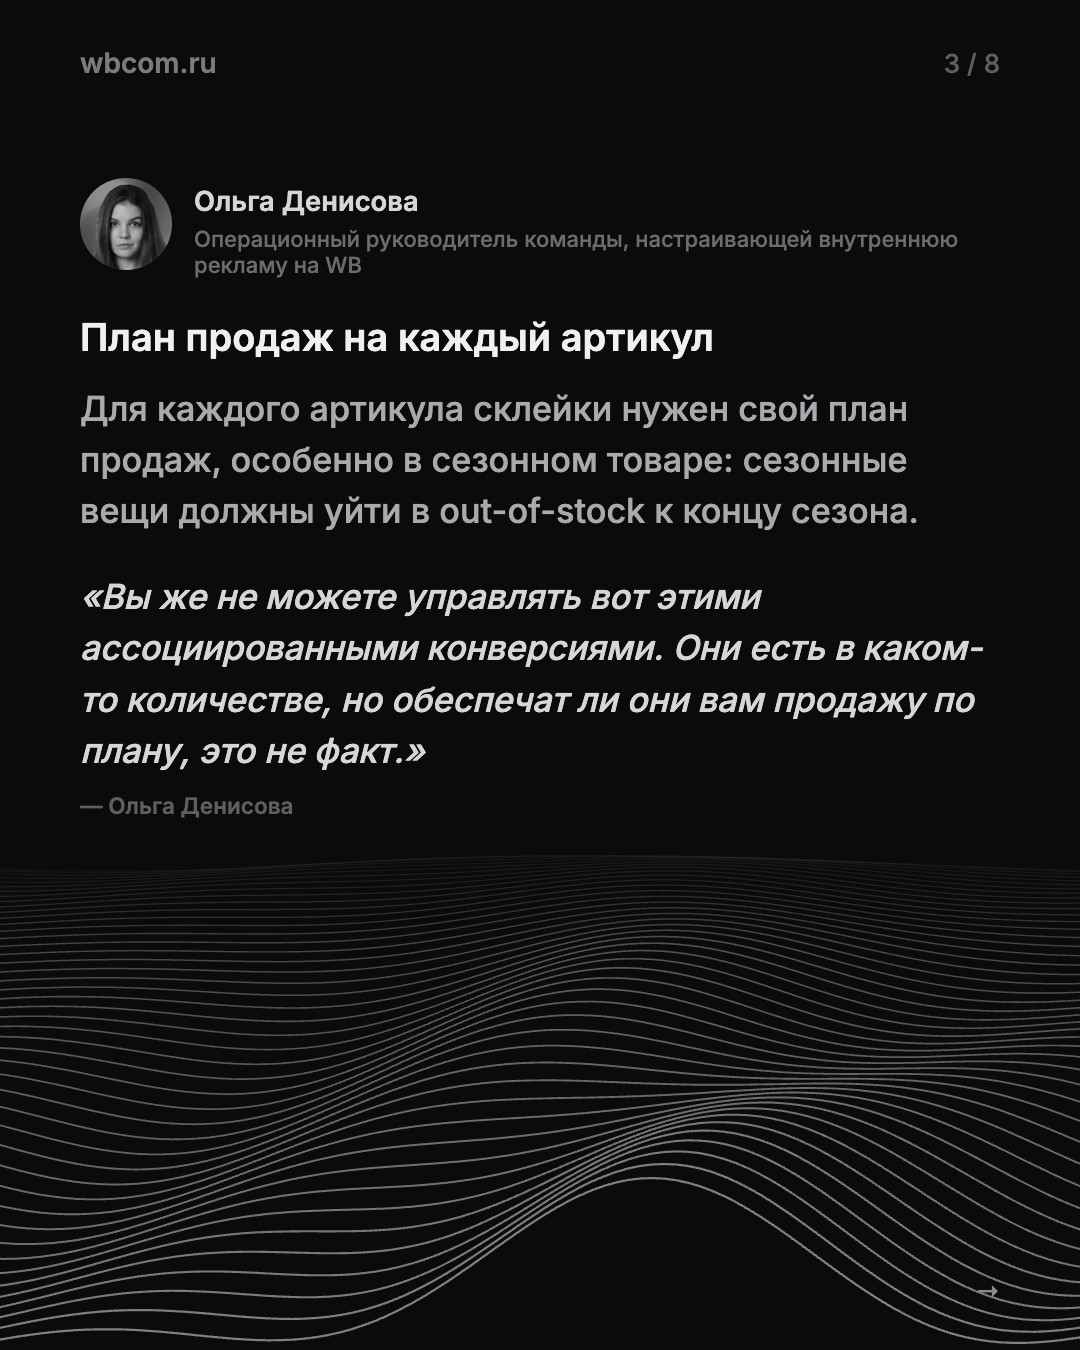 wbcom.ru
3 / 8
Ольга Денисова
Операционный руководитель команды, настраивающей внутреннюю
рекламу на WB
План продаж на каждый артикул
Для каждого артикула склейки нужен свой план
продаж, особенно в сезонном товаре: сезонные
вещи должны уйти в out-of-stock к концу сезона.
«Вы же не можете управлять вот этими
ассоциированными конверсиями. Они есть в каком-
то количестве, но обеспечат ли они вам продажу по
плану, это не факт.»
— Ольга Денисова
→